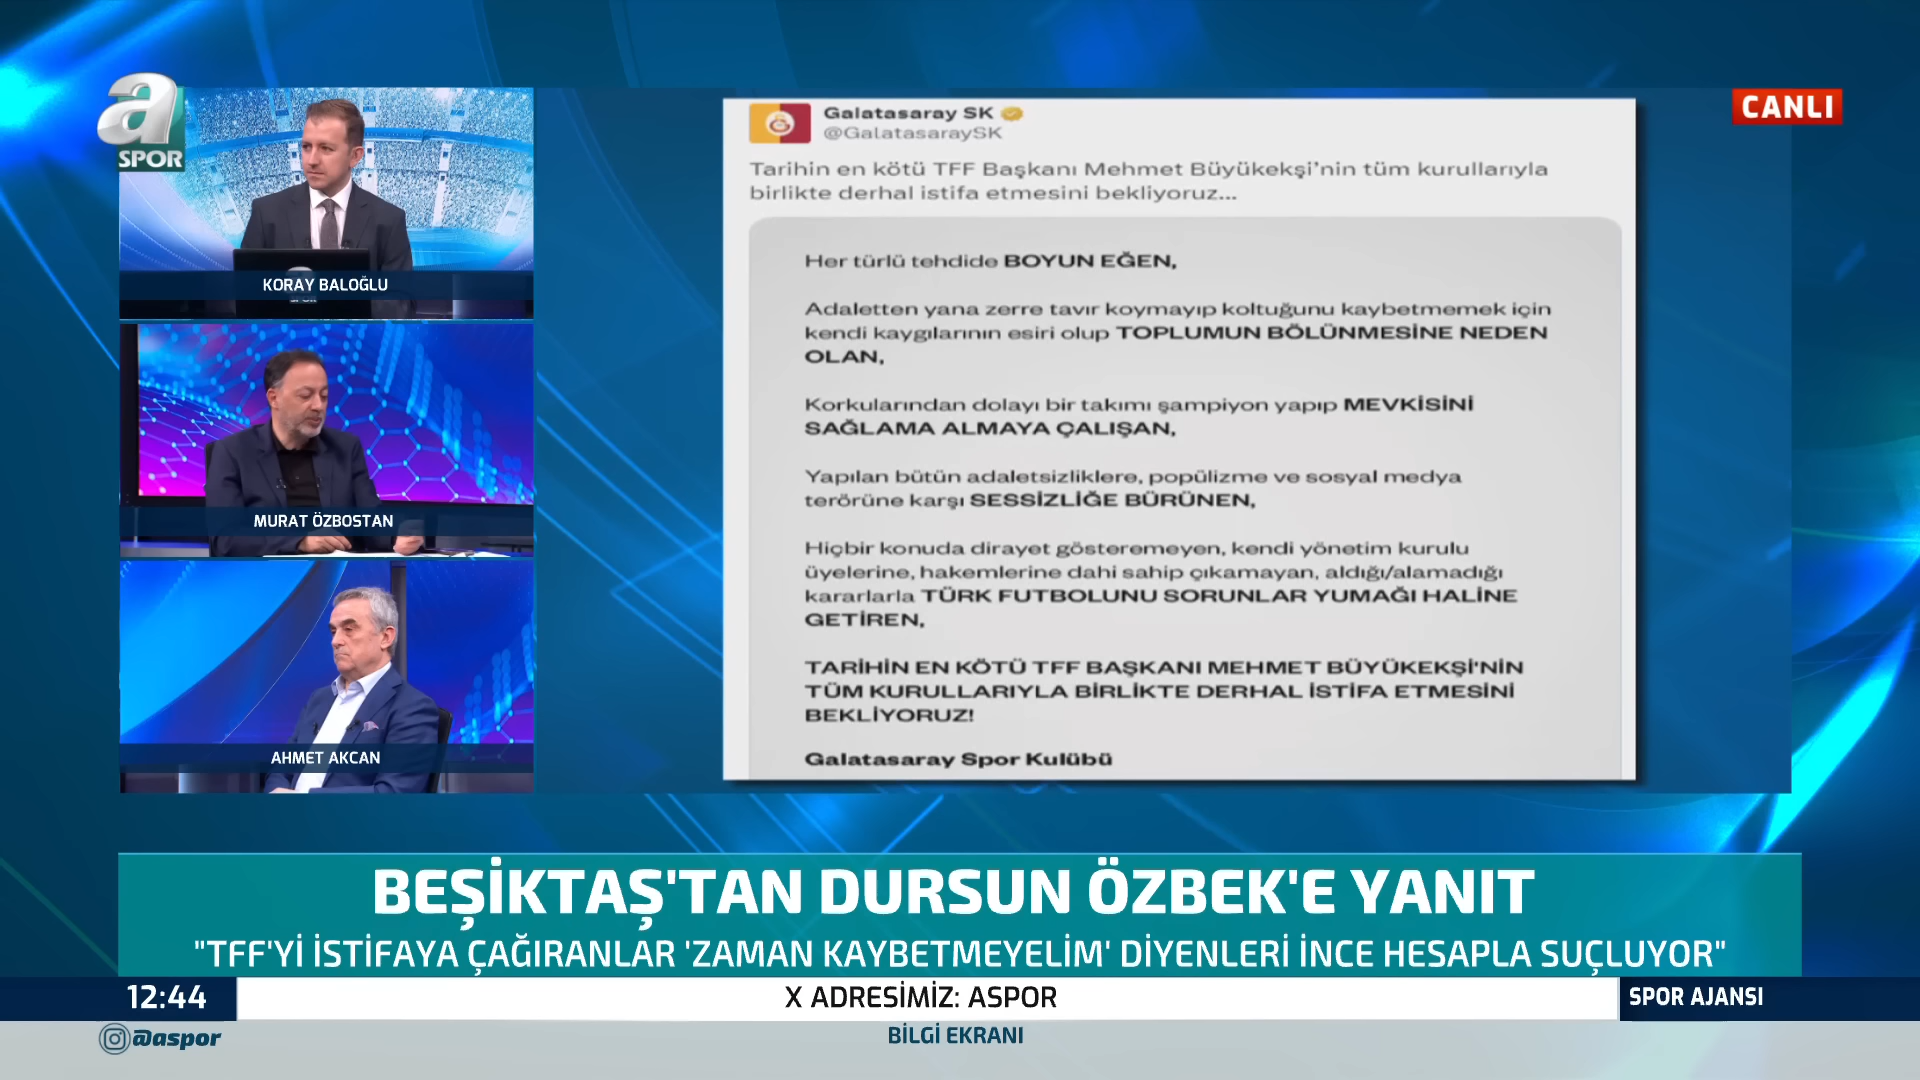 a
SPOR
CANLI
KORAY BALOĞLU
MURAT ÖZBOSTAN
AHMET AKCAN
Galatasaray SK
@GalatasaraySK
Tarihin en kötü TFF Başkanı Mehmet Büyükekşi'nin tüm kurullarıyla
birlikte derhal istifa etmesini bekliyoruz...
Her türlü tehdide BOYUN EĞEN,
Adaletten yana zerre tavır koymayıp koltuğunu kaybetmemek için
kendi kaygılarının esiri olup TOPLUMUN BÖLÜNMESİNE NEDEN
OLAN,
Korkularından dolayı bir takımı şampiyon yapıp MEVKİSİNİ
SAĞLAMA ALMAYA ÇALIŞAN,
Yapılan bütün adaletsizliklere, popülizme ve sosyal medya
terörüne karşı SESSİZLİĞE BÜRÜNEN,
Hiçbir konuda dirayet gösteremeyen, kendi yönetim kurulu
üyelerine, hakemlerine dahi sahip çıkamayan, aldığı/alamadığı
kararlarla TÜRK FUTBOLUNU SORUNLAR YUMAĞI HALİNE
GETİREN,
TARİHİN EN KÖTÜ TFF BAŞKANI MEHMET BÜYÜKEKŞİ'NİN
TÜM KURULLARIYLA BİRLİKTE DERHAL İSTİFA ETMESİNİ
BEKLİYORUZ!
Galatasaray Spor Kulübü
BEŞİKTAŞ'TAN DURSUN ÖZBEK'E YANIT
"TFF'Yİ İSTİFAYA ÇAĞIRANLAR 'ZAMAN KAYBETMEYELİM' DİYENLERİ İNCE HESAPLA SUÇLUYOR"
12:44
X ADRESİMİZ: ASPOR
SPOR AJANSI
@aspor
BİLGİ EKRANI